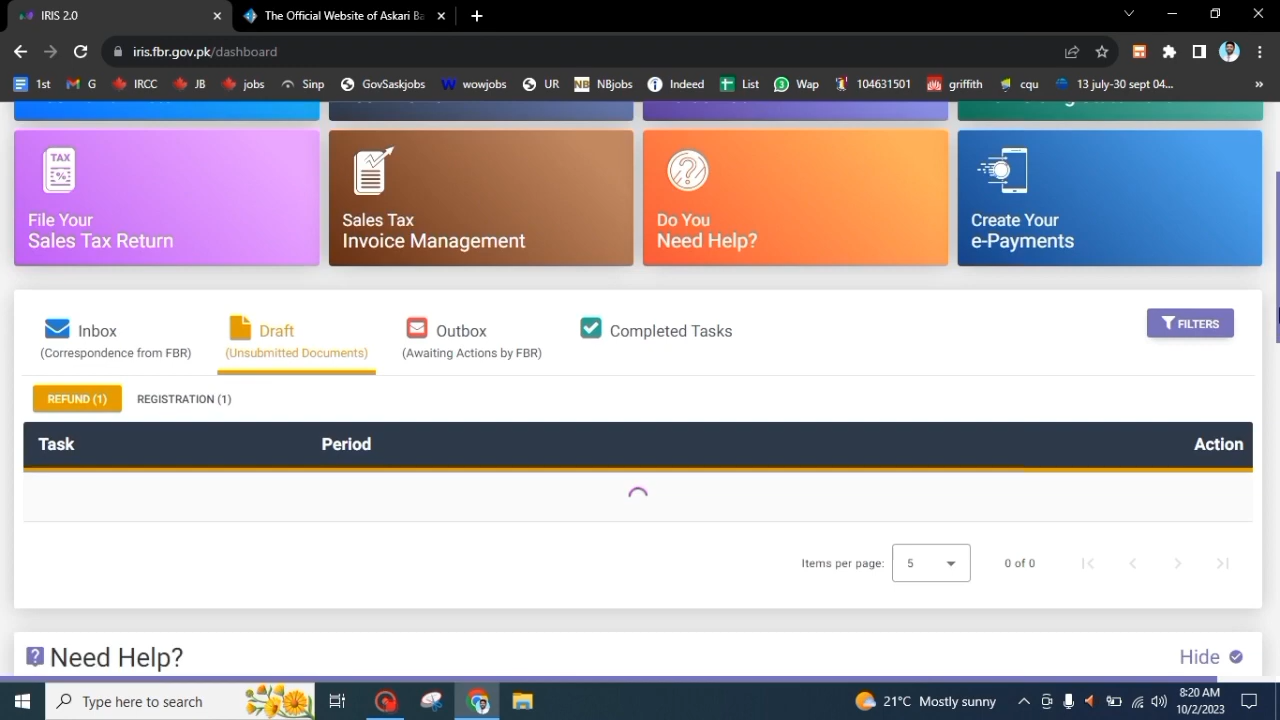 IRIS 2.0
The Official Website of Askari Ba
iris.fbr.gov.pk/dashboard
1st
G
IRCC
JB
jobs
Sinp
GovSaskjobs
wowjobs
UR
NB NBjobs
Indeed
List
3 Wap
104631501
griffith
cqu
13 july-30 sept 04...
»
TAX
%
File Your
Sales Tax Return
Sales Tax
Invoice Management
?
Do You
Need Help?
Create Your
e-Payments
Inbox
(Correspondence from FBR)
Draft
(Unsubmitted Documents)
Outbox
(Awaiting Actions by FBR)
Completed Tasks
FILTERS
REFUND (1)
REGISTRATION (1)
Task
Period
Action
Items per page:
5
0 of 0
? Need Help?
Hide
Type here to search
21°C Mostly sunny
8:20 AM
10/2/2023